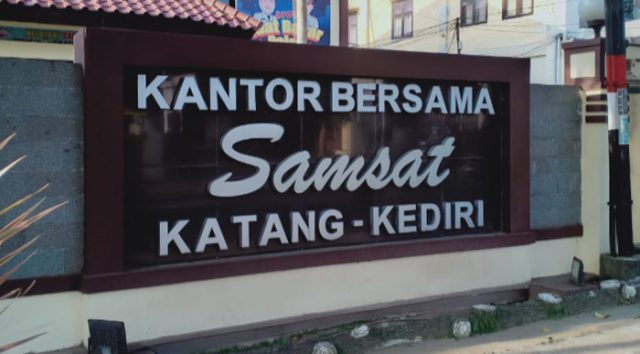 KANTOR BERSAMA
Samsat
KATANG - KEDIRI